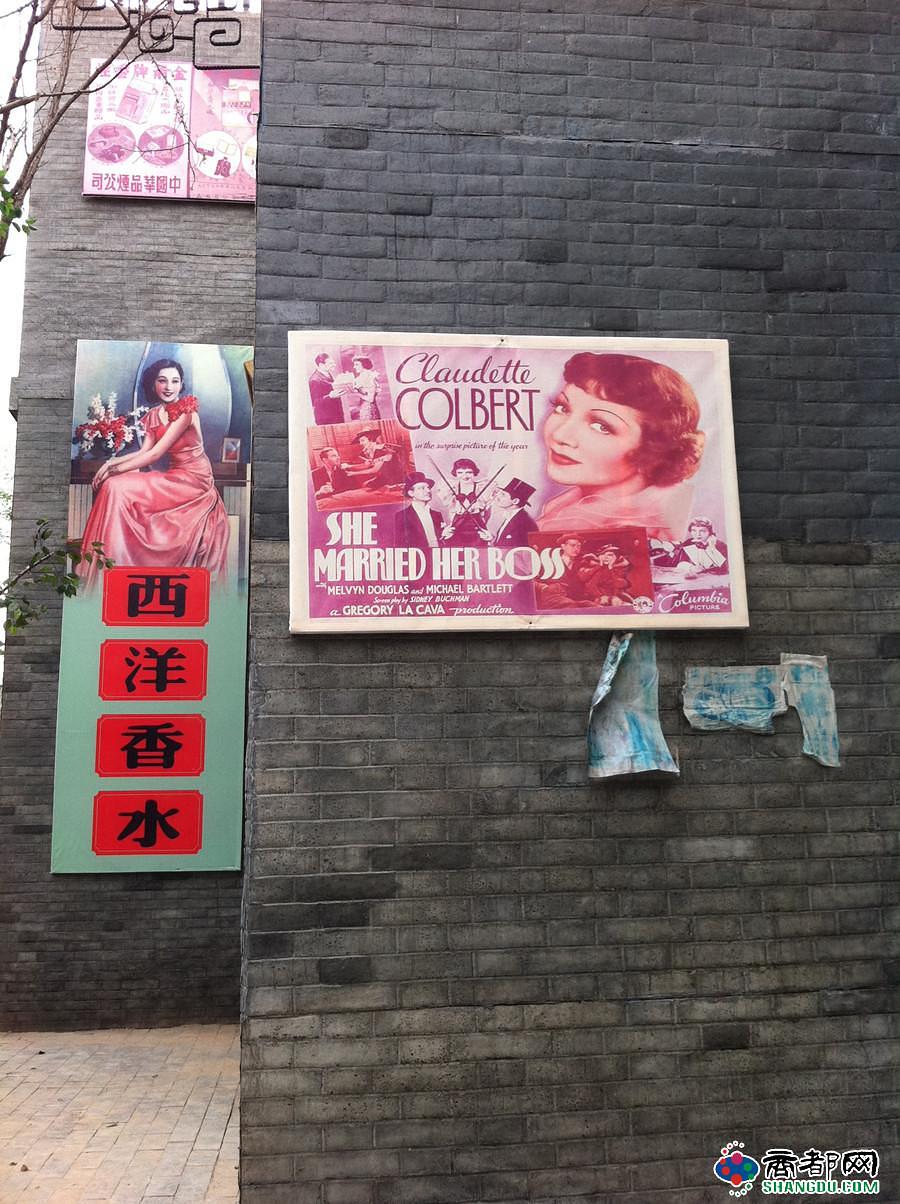 中國華品煙公司
西
洋
香
水
Claudette
COLBERT
in the surprise picture of the year
SHE
MARRIED HER BOSS
MELVYN DOUGLAS and MICHAEL BARTLETT
Screen play by SIDNEY BUCHMAN
a GREGORY LA CAVA production
Columbia
PICTURE
商都网
SHANGDU.COM